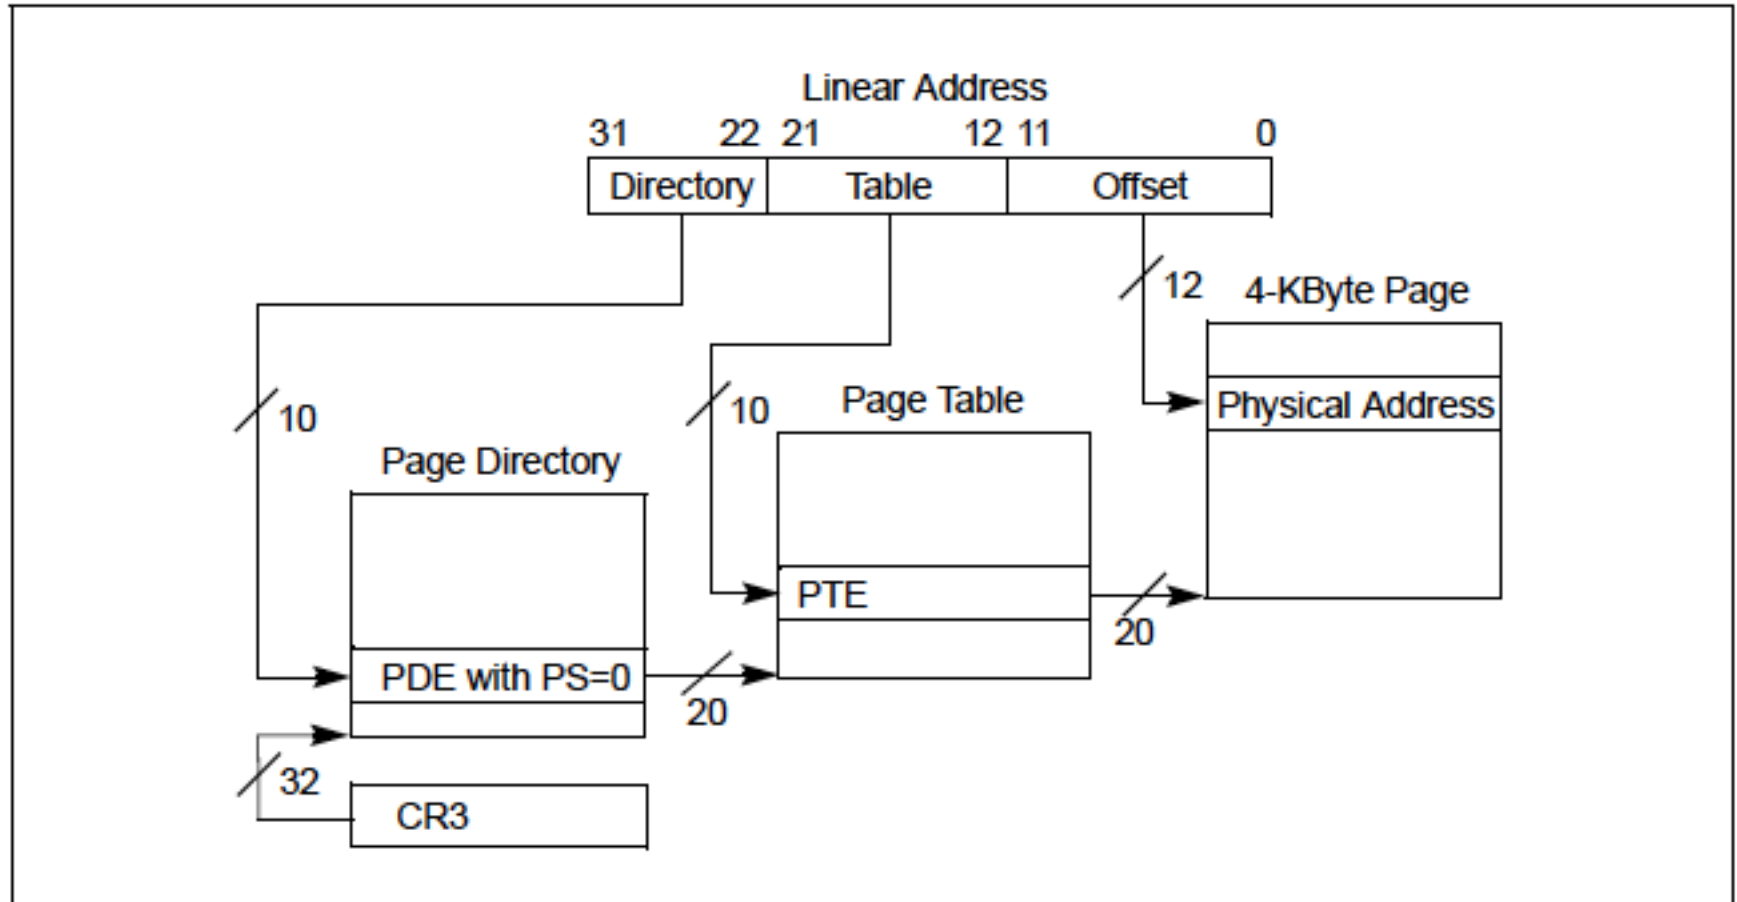 Linear Address
31 22 21 12 11 0
Directory Table Offset
12
4-KByte Page
10
10
Page Table
Physical Address
Page Directory
PTE
20
PDE with PS=0
20
32
CR3